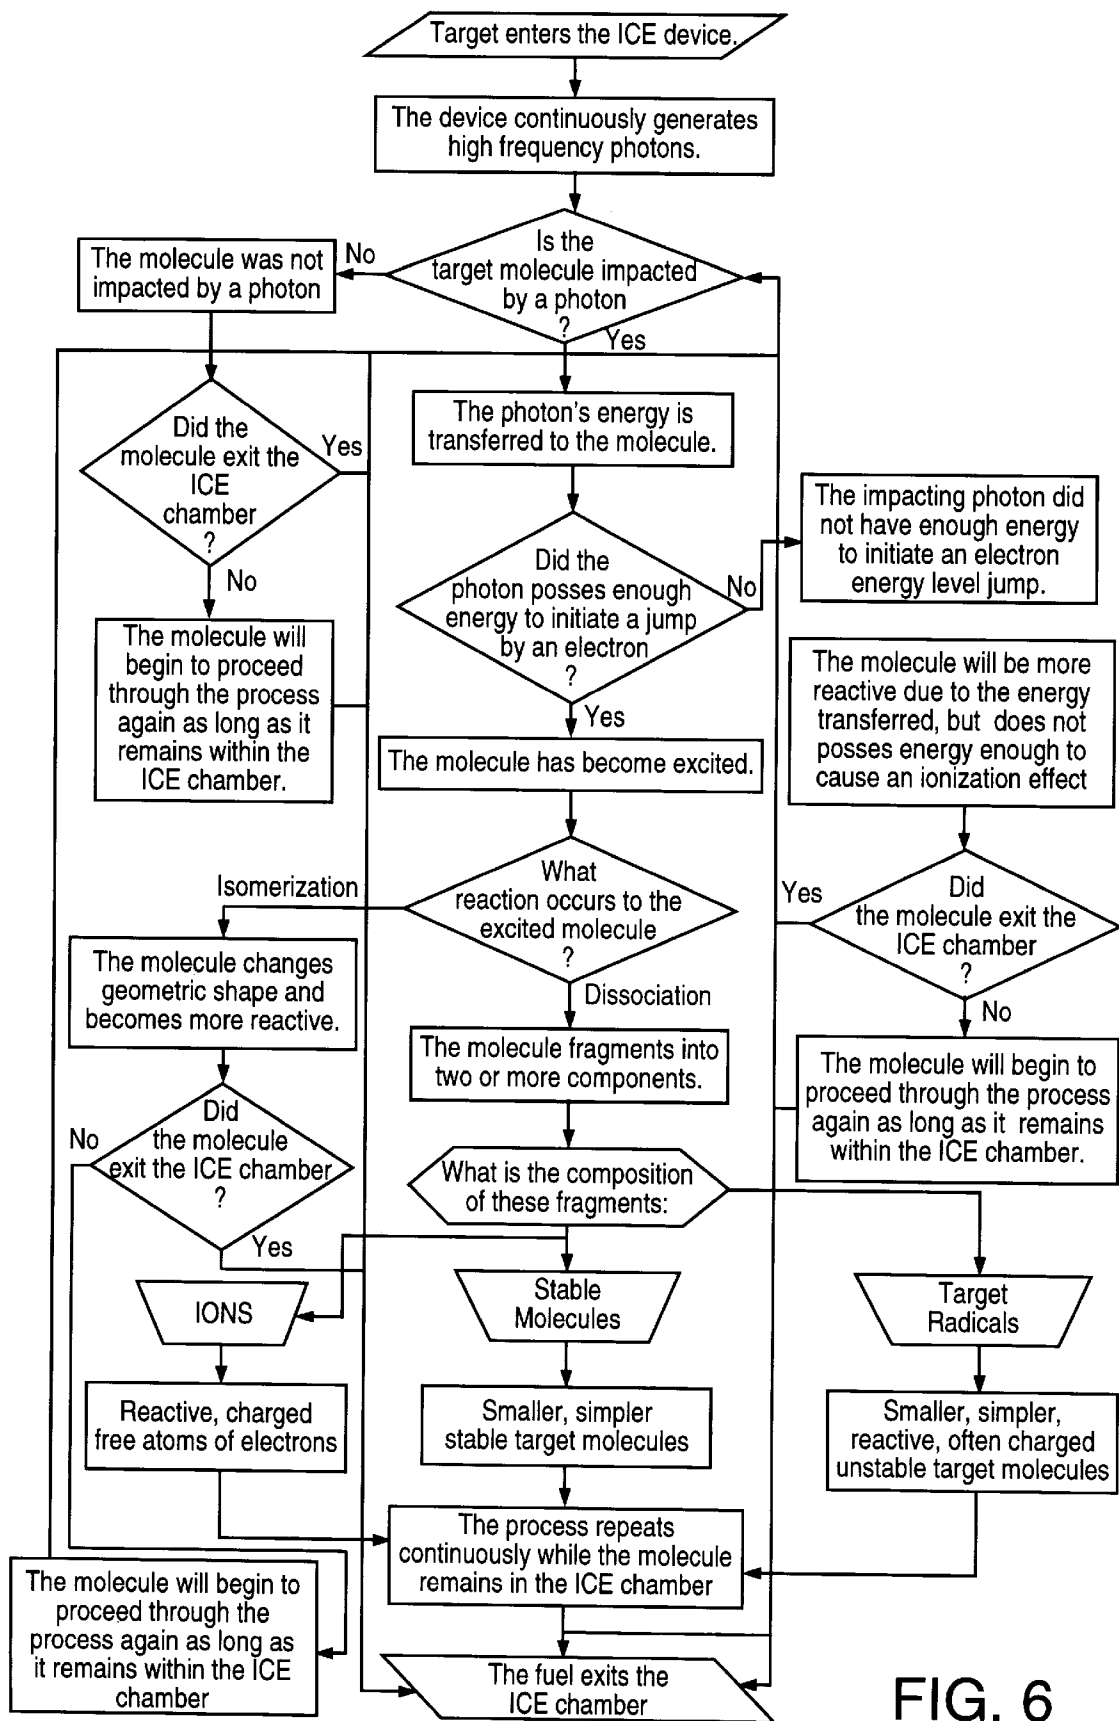 Target enters the ICE device.
The device continuously generates
high frequency photons.
Is the
target molecule impacted
by a photon
?
No
Yes
The molecule was not
impacted by a photon
Did the
molecule exit the
ICE
chamber
?
Yes
No
The molecule will
begin to proceed
through the process
again as long as it
remains within the
ICE chamber.
The photon's energy is
transferred to the molecule.
Did the
photon posses enough
energy to initiate a jump
by an electron
?
No
Yes
The impacting photon did
not have enough energy
to initiate an electron
energy level jump.
The molecule will be more
reactive due to the energy
transferred, but does not
posses energy enough to
cause an ionization effect
Did
the molecule exit the
ICE chamber
?
Yes
No
The molecule will begin to
proceed through the process
again as long as it remains
within the ICE chamber.
The molecule has become excited.
What
reaction occurs to the
excited molecule
?
Isomerization
Dissociation
The molecule changes
geometric shape and
becomes more reactive.
Did
the molecule
exit the ICE chamber
?
No
Yes
The molecule fragments into
two or more components.
What is the composition
of these fragments:
IONS
Stable
Molecules
Target
Radicals
Reactive, charged
free atoms of electrons
Smaller, simpler
stable target molecules
Smaller, simpler,
reactive, often charged
unstable target molecules
The process repeats
continuously while the molecule
remains in the ICE chamber
The molecule will begin to
proceed through the
process again as long as
it remains within the ICE
chamber
The fuel exits the
ICE chamber
FIG. 6